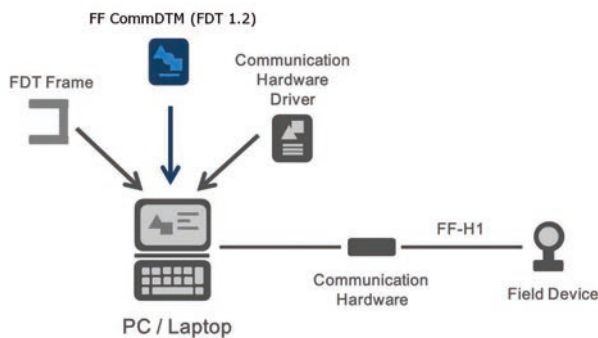 FF CommDTM (FDT 1.2)
FDT Frame
Communication
Hardware
Driver
FF-H1
Communication
Hardware
Field Device
PC / Laptop